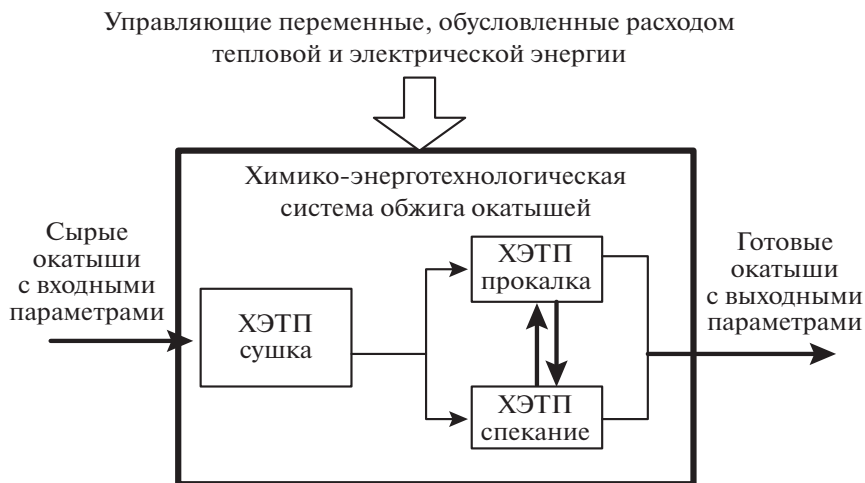 Управляющие переменные, обусловленные расходом
тепловой и электрической энергии
Химико-энерготехнологическая
система обжига окатышей
Сырые
окатыши
с входными
параметрами
ХЭТП
сушка
ХЭТП
прокалка
ХЭТП
спекание
Готовые
окатыши
с выходными
параметрами